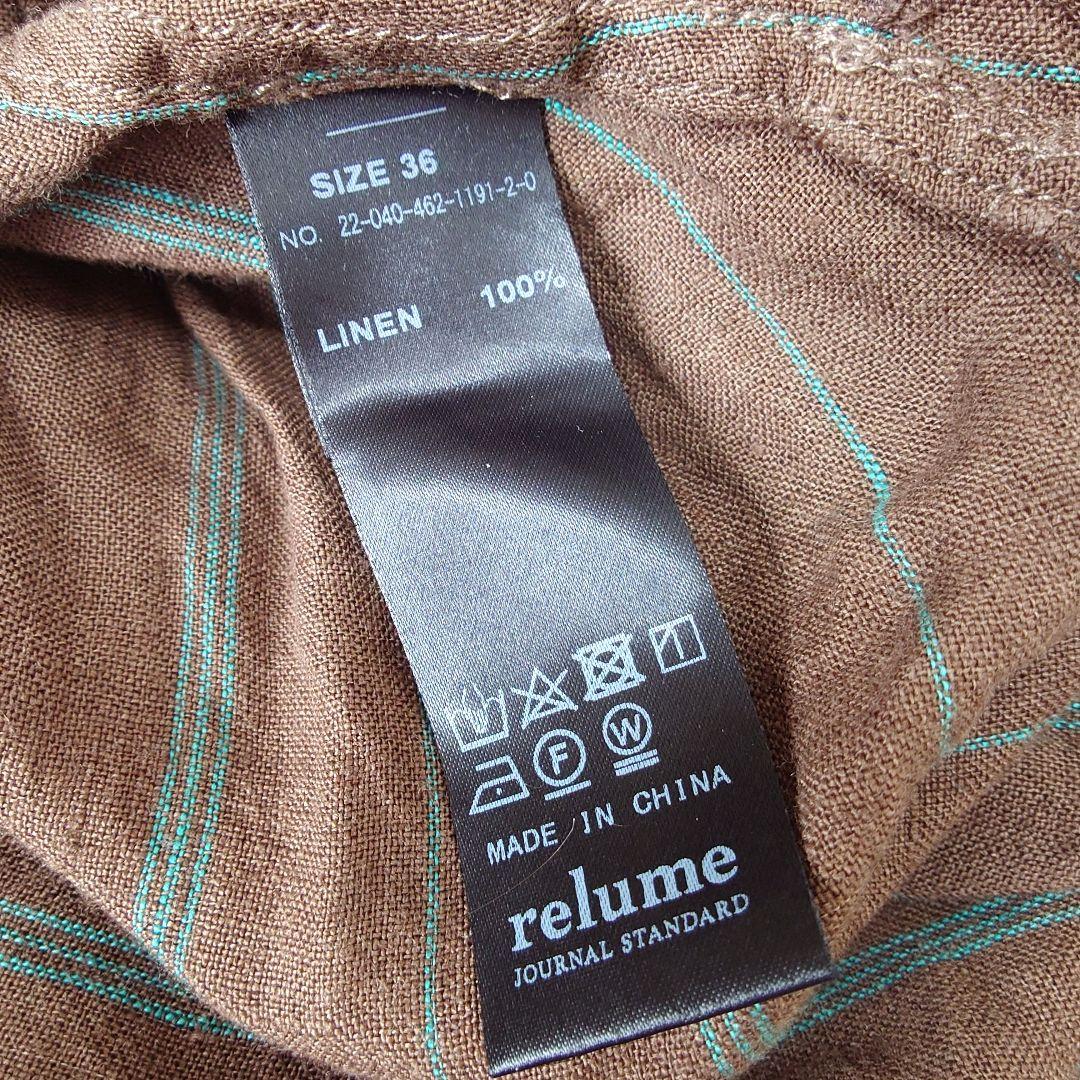 SIZE 36
NO. 22-040-462-1191-2-0
LINEN 100%
F W
MADE IN CHINA
relume
JOURNAL STANDARD